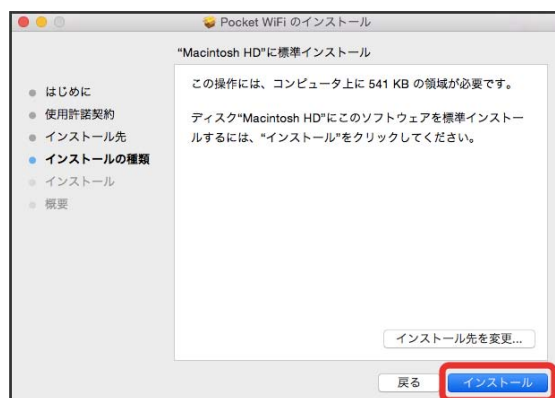 Pocket WiFi のインストール
“Macintosh HD”に標準インストール
はじめに
使用許諾契約
インストール先
インストールの種類
インストール
概要
この操作には、コンピュータ上に 541 KB の領域が必要です。
ディスク“Macintosh HD”にこのソフトウェアを標準インストー
ルするには、“インストール”をクリックしてください。
インストール先を変更...
戻る
インストール